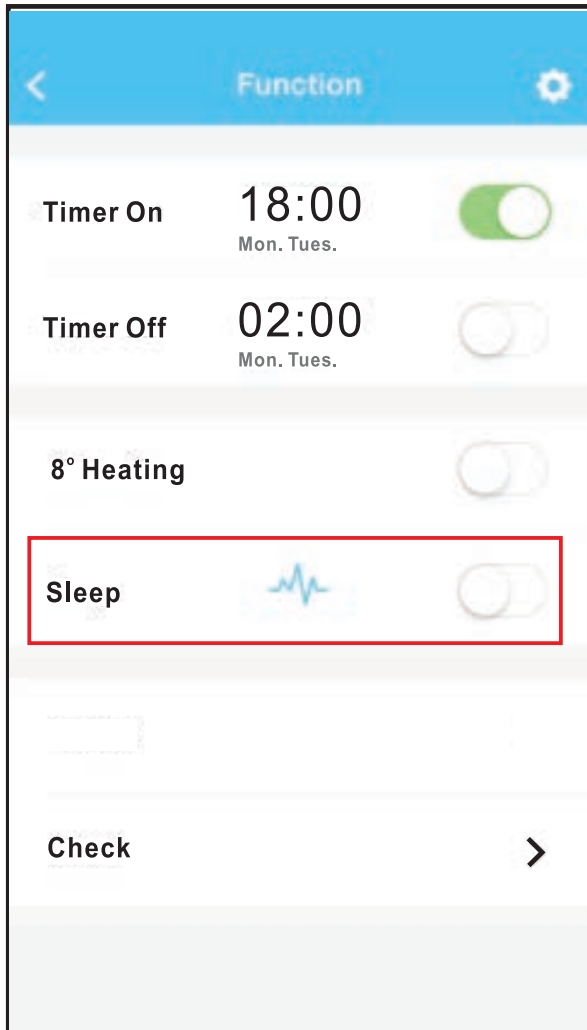 Function
Timer On 18:00
Mon. Tues.
Timer Off 02:00
Mon. Tues.
8° Heating
Sleep
Check